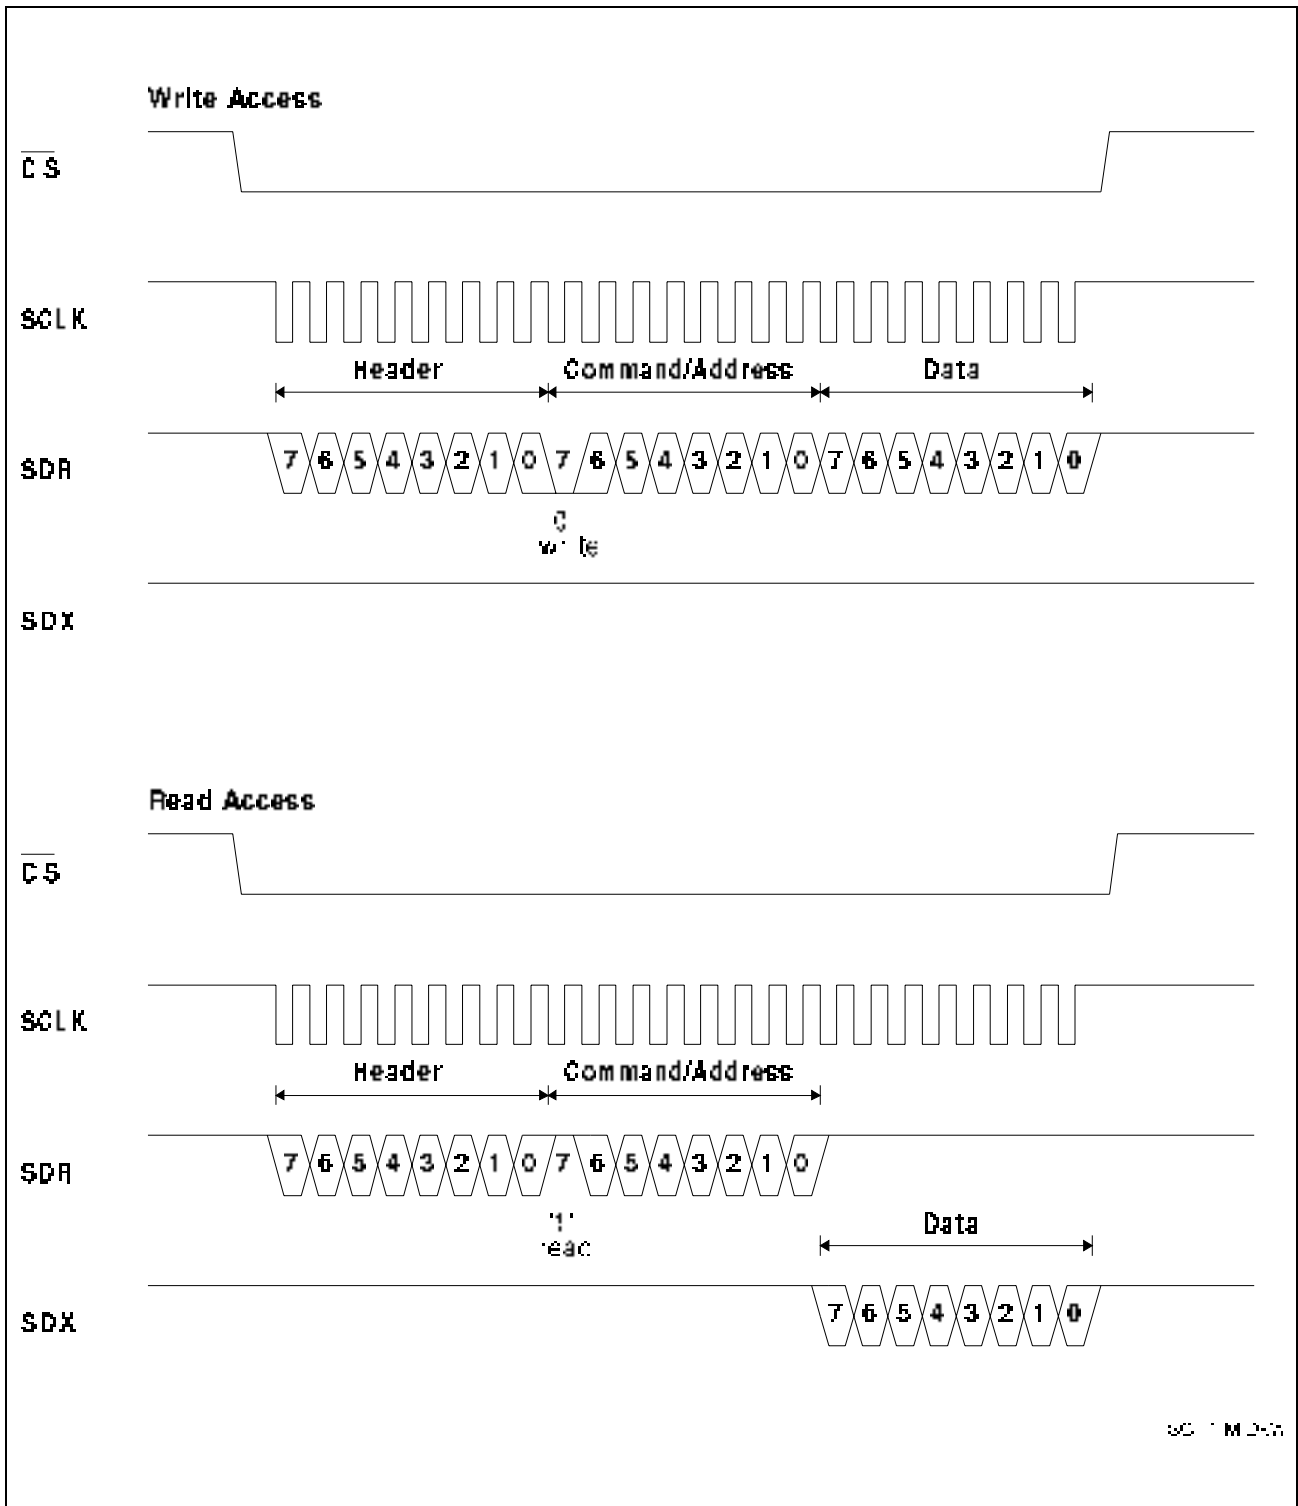 Write Access
CS
SCLK
Header Command/Address Data
SDR 7 6 5 4 3 2 1 0 7 6 5 4 3 2 1 0 7 6 5 4 3 2 1 0
write
SDX
Read Access
CS
SCLK
Header Command/Address
SDR 7 6 5 4 3 2 1 0 7 6 5 4 3 2 1 0
'1' Data
read
SDX 7 6 5 4 3 2 1 0